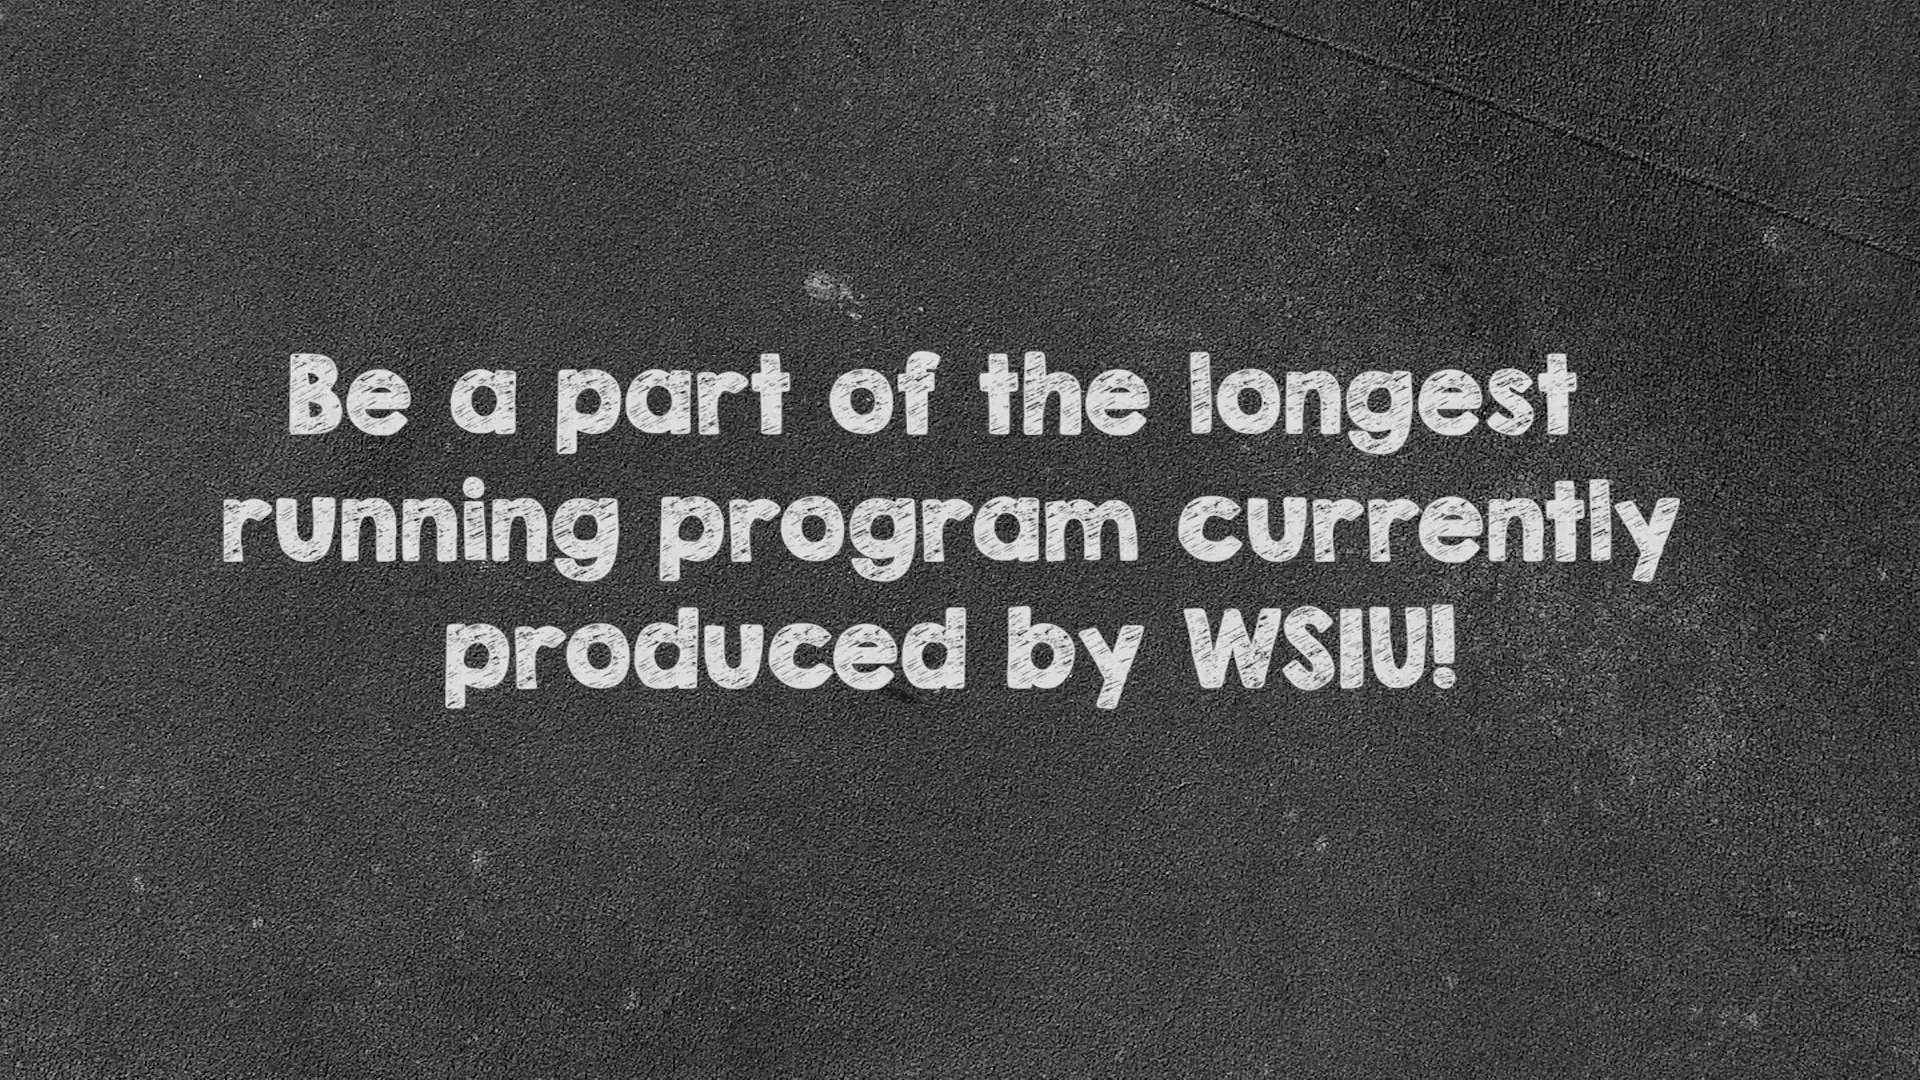 Be a part of the longest
running program currently
produced by WSIU!